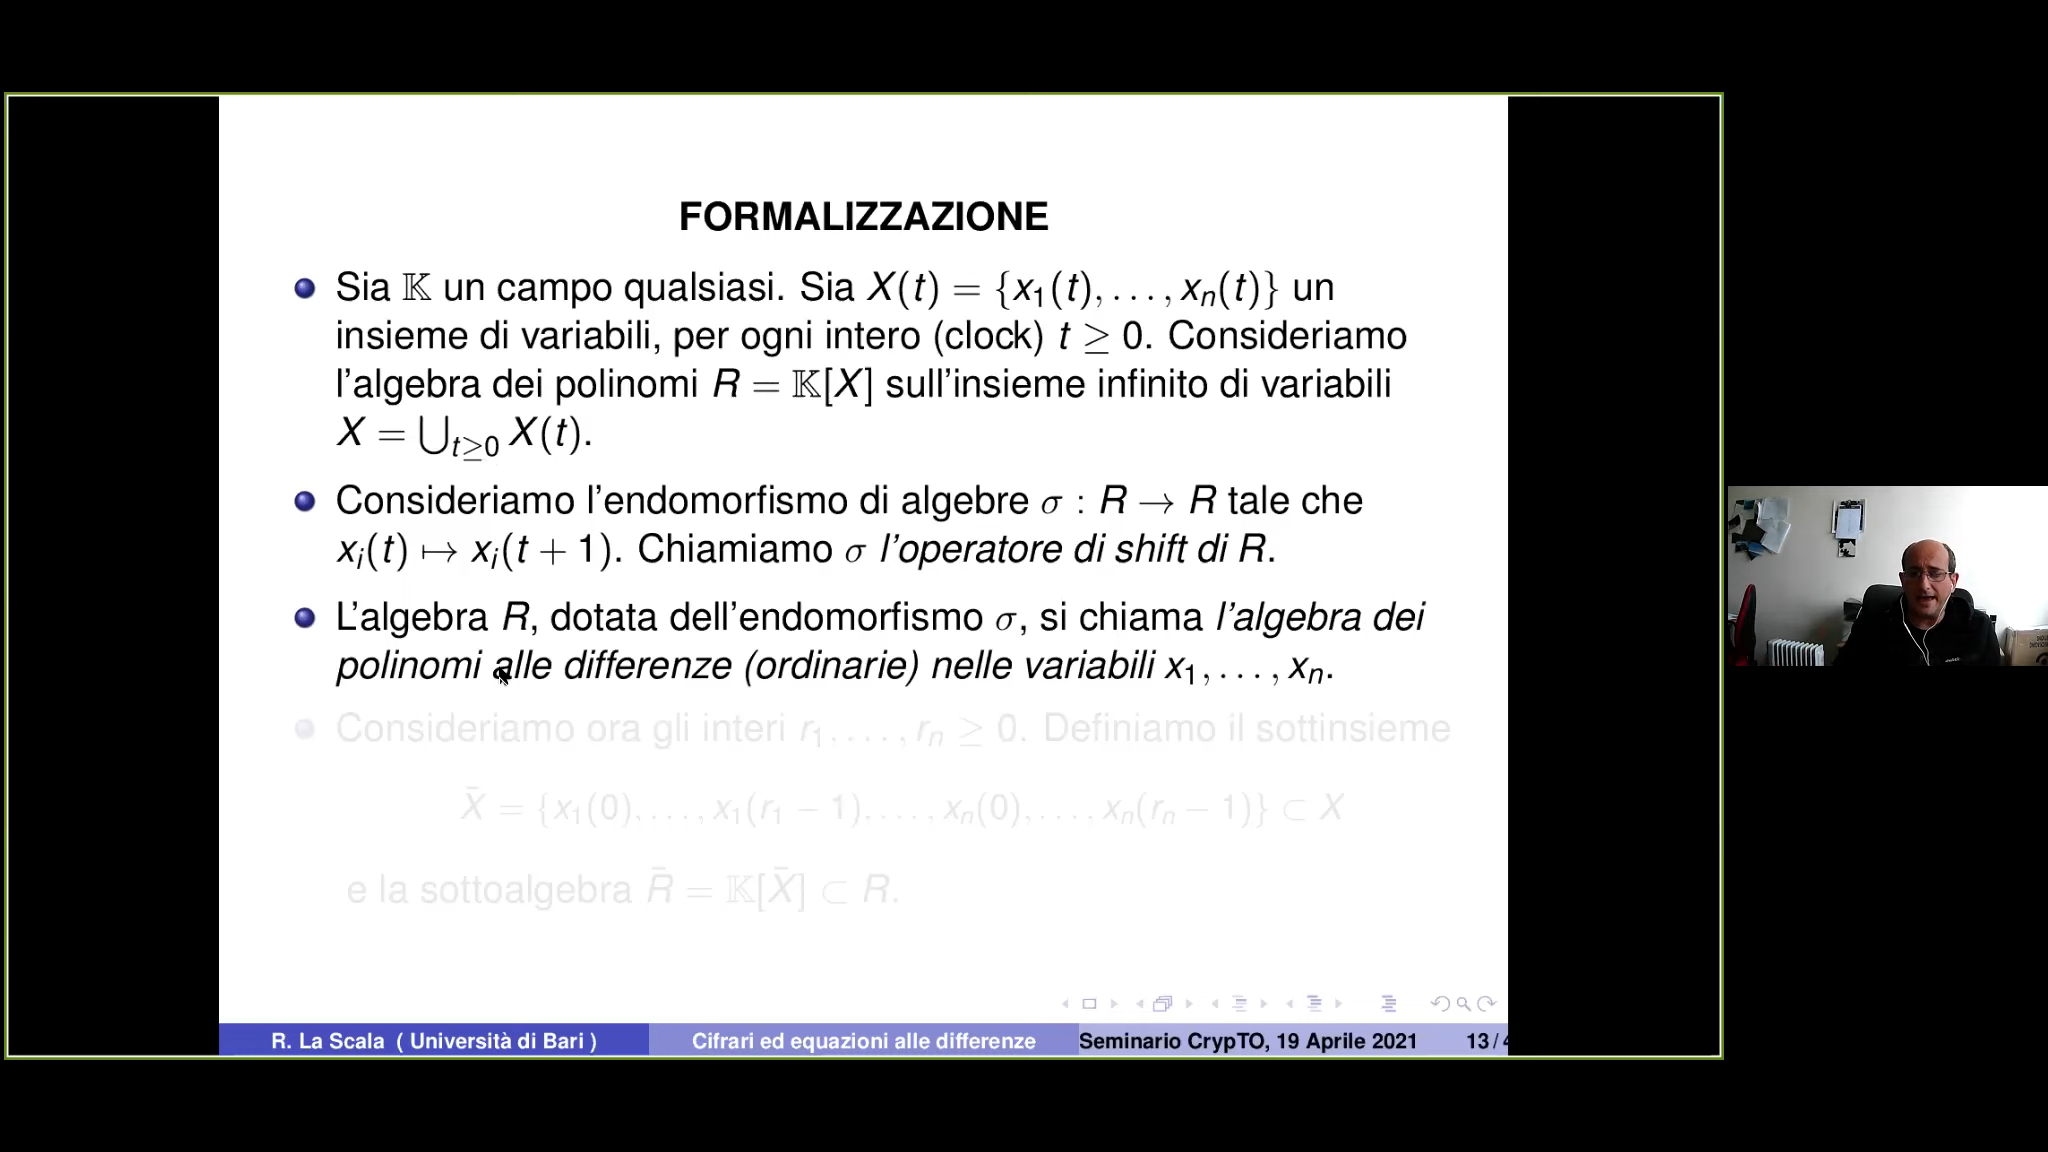 FORMALIZZAZIONE
Sia 𝕂 un campo qualsiasi. Sia X(t) = {x₁(t), . . . , xₙ(t)} un
insieme di variabili, per ogni intero (clock) t ≥ 0. Consideriamo
l'algebra dei polinomi R = 𝕂[X] sull'insieme infinito di variabili
X = ⋃t≥0 X(t).
Consideriamo l'endomorfismo di algebre σ : R → R tale che
xᵢ(t) ↦ xᵢ(t + 1). Chiamiamo σ l'operatore di shift di R.
L'algebra R, dotata dell'endomorfismo σ, si chiama l'algebra dei
polinomi alle differenze (ordinarie) nelle variabili x₁, . . . , xₙ.
Consideriamo ora gli interi r₁. . . . , rₙ ≥ 0. Definiamo il sottinsieme
X̄ = {x₁(0), . . . , x₁(r₁ − 1). . . . , xₙ(0), . . . , xₙ(rₙ − 1)} ⊂ X
e la sottoalgebra R̄ = 𝕂[X̄] ⊂ R.
R. La Scala ( Università di Bari ) Cifrari ed equazioni alle differenze Seminario CrypTO, 19 Aprile 2021 13 / 4